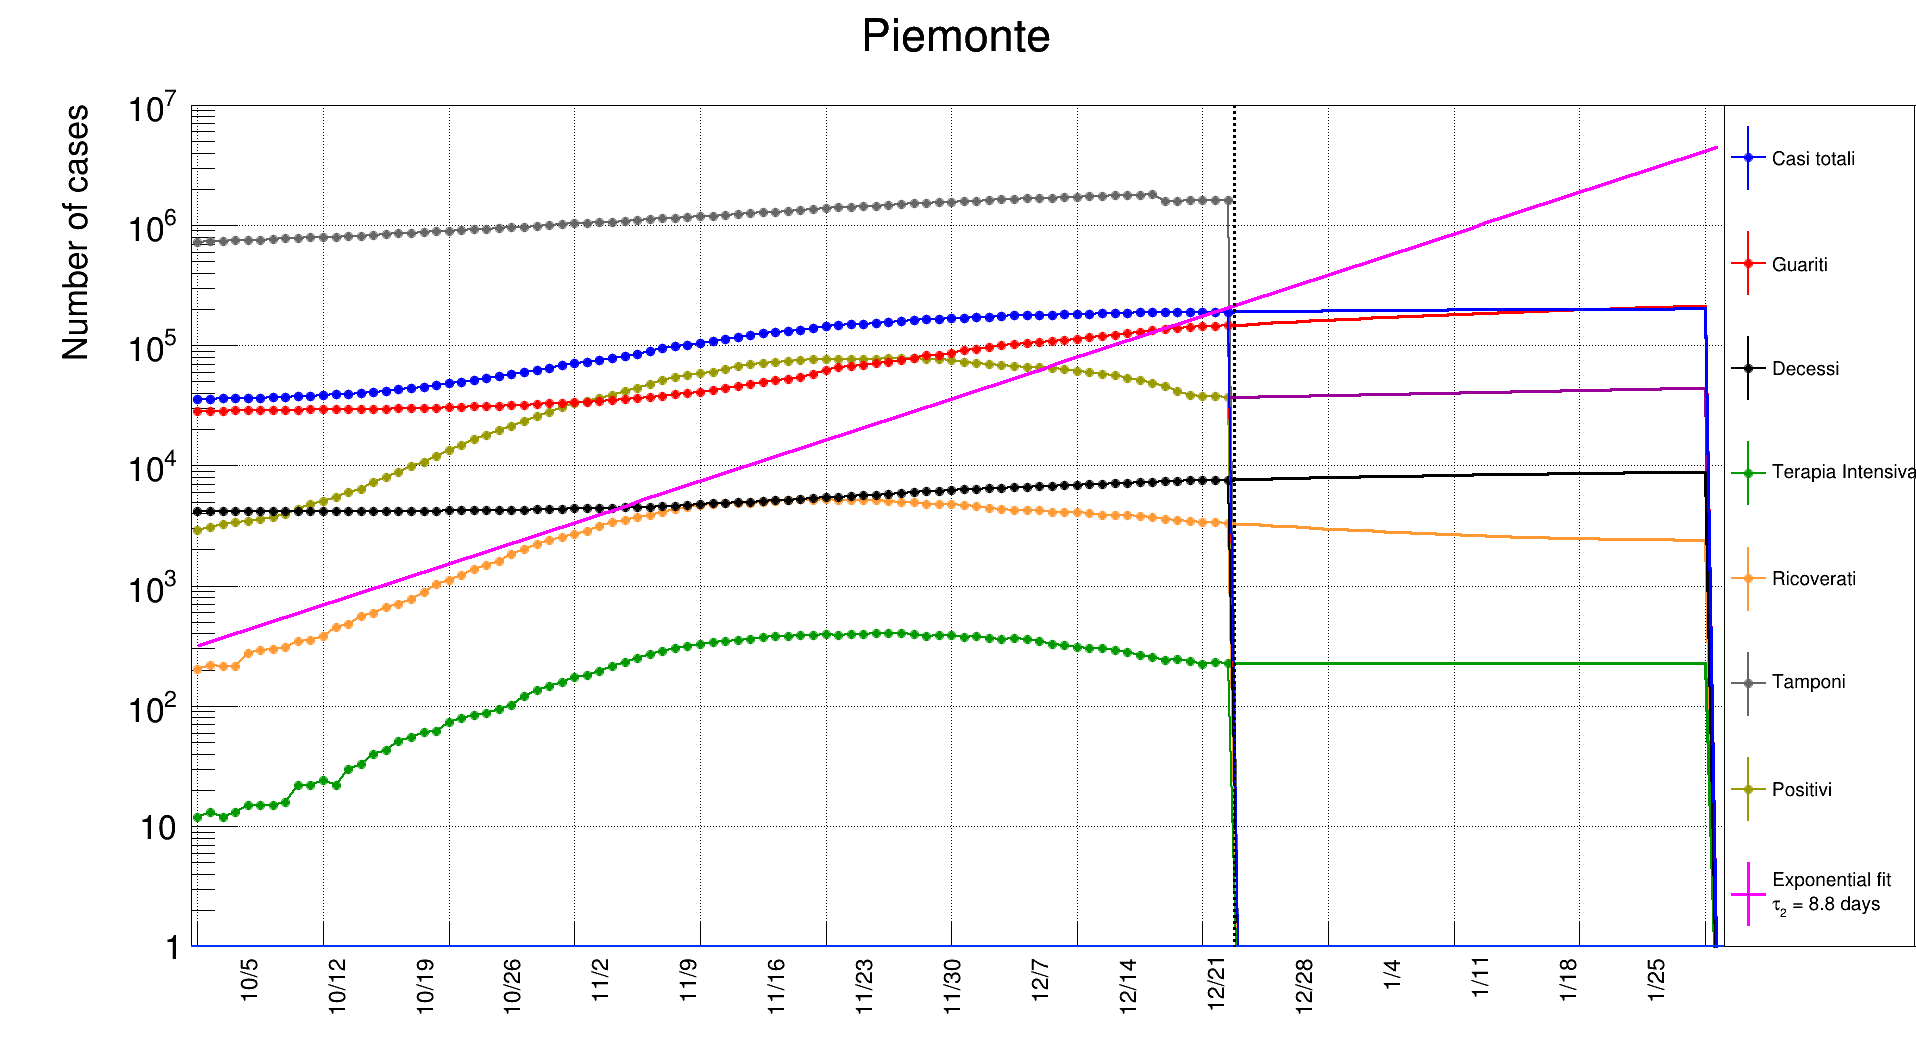 Piemonte
Number of cases
10^7
10^6
10^5
10^4
10^3
10^2
10
1
10/5
10/12
10/19
10/26
11/2
11/9
11/16
11/23
11/30
12/7
12/14
12/21
12/28
1/4
1/11
1/18
1/25
Casi totali
Guariti
Decessi
Terapia Intensiva
Ricoverati
Tamponi
Positivi
Exponential fit
τ₂ = 8.8 days